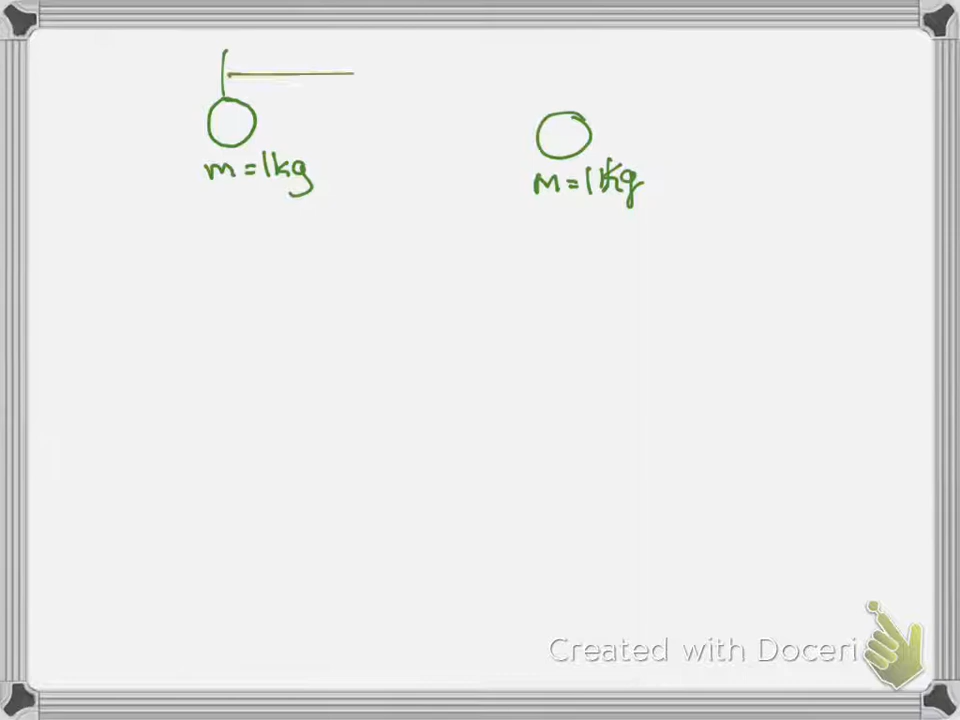 m = 1kg
M = 1kg
Created with Doceri